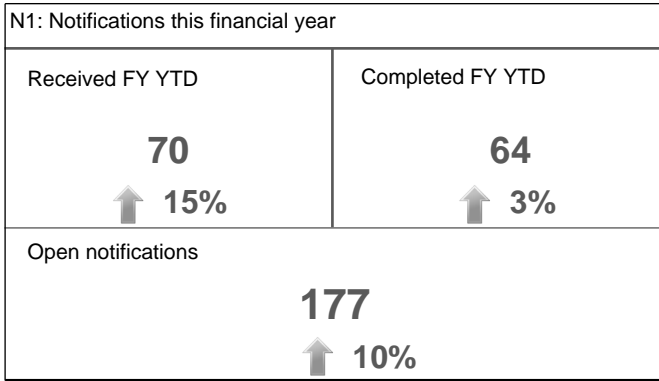 N1: Notifications this financial year
Received FY YTD
70
15%
Completed FY YTD
64
3%
Open notifications
177
10%